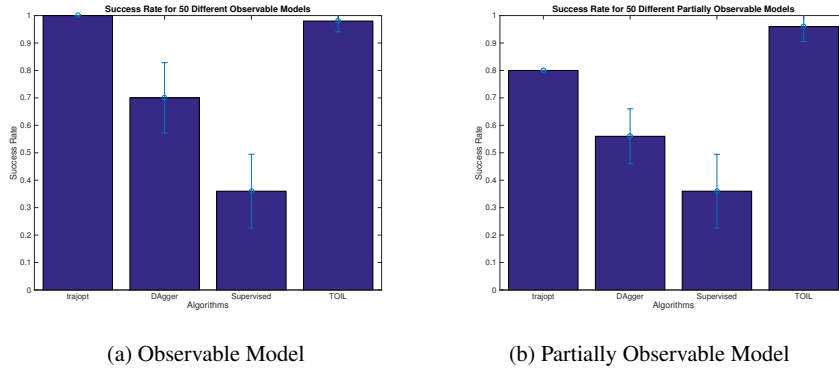 Success Rate for 50 Different Observable Models
1
0.9
0.8
0.7
0.6
0.5
0.4
0.3
0.2
0.1
0
Success Rate
trajopt DAgger Supervised TOIL
Algorithms
(a) Observable Model
Success Rate for 50 Different Partially Observable Models
1
0.9
0.8
0.7
0.6
0.5
0.4
0.3
0.2
0.1
0
Success Rate
trajopt DAgger Supervised TOIL
Algorithms
(b) Partially Observable Model